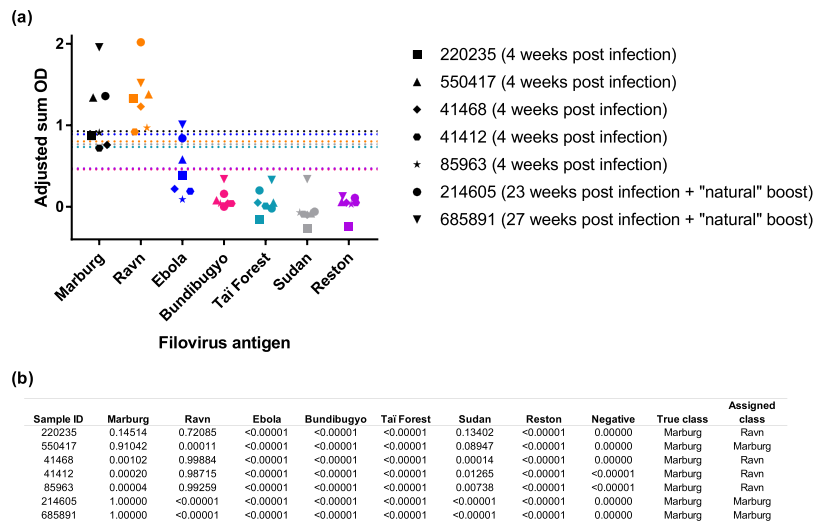 (a)
Adjusted sum OD
2
1
0
Marburg
Ravn
Ebola
Bundibugyo
Taï Forest
Sudan
Reston
Filovirus antigen
220235 (4 weeks post infection)
550417 (4 weeks post infection)
41468 (4 weeks post infection)
41412 (4 weeks post infection)
85963 (4 weeks post infection)
214605 (23 weeks post infection + "natural" boost)
685891 (27 weeks post infection + "natural" boost)
(b)
Sample ID Marburg Ravn Ebola Bundibugyo Taï Forest Sudan Reston Negative True class Assigned class
220235 0.14514 0.72085 <0.00001 <0.00001 <0.00001 0.13402 <0.00001 0.00000 Marburg Ravn
550417 0.91042 0.00011 <0.00001 <0.00001 <0.00001 0.08947 <0.00001 0.00000 Marburg Marburg
41468 0.00102 0.99884 <0.00001 <0.00001 <0.00001 0.00014 <0.00001 0.00000 Marburg Ravn
41412 0.00020 0.98715 <0.00001 <0.00001 <0.00001 0.01265 <0.00001 <0.00001 Marburg Ravn
85963 0.00004 0.99259 <0.00001 <0.00001 <0.00001 0.00738 <0.00001 <0.00001 Marburg Ravn
214605 1.00000 <0.00001 <0.00001 <0.00001 <0.00001 <0.00001 <0.00001 0.00000 Marburg Marburg
685891 1.00000 <0.00001 <0.00001 <0.00001 <0.00001 <0.00001 <0.00001 0.00000 Marburg Marburg